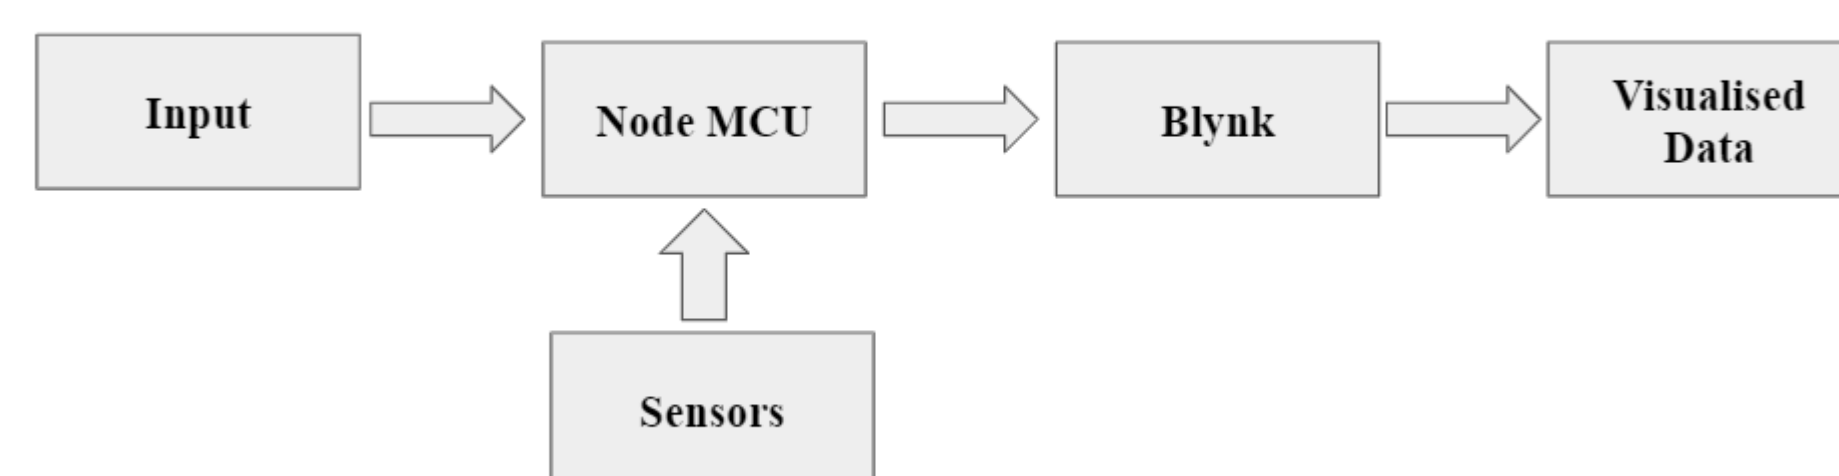 Input
Node MCU
Blynk
Visualised
Data
Sensors